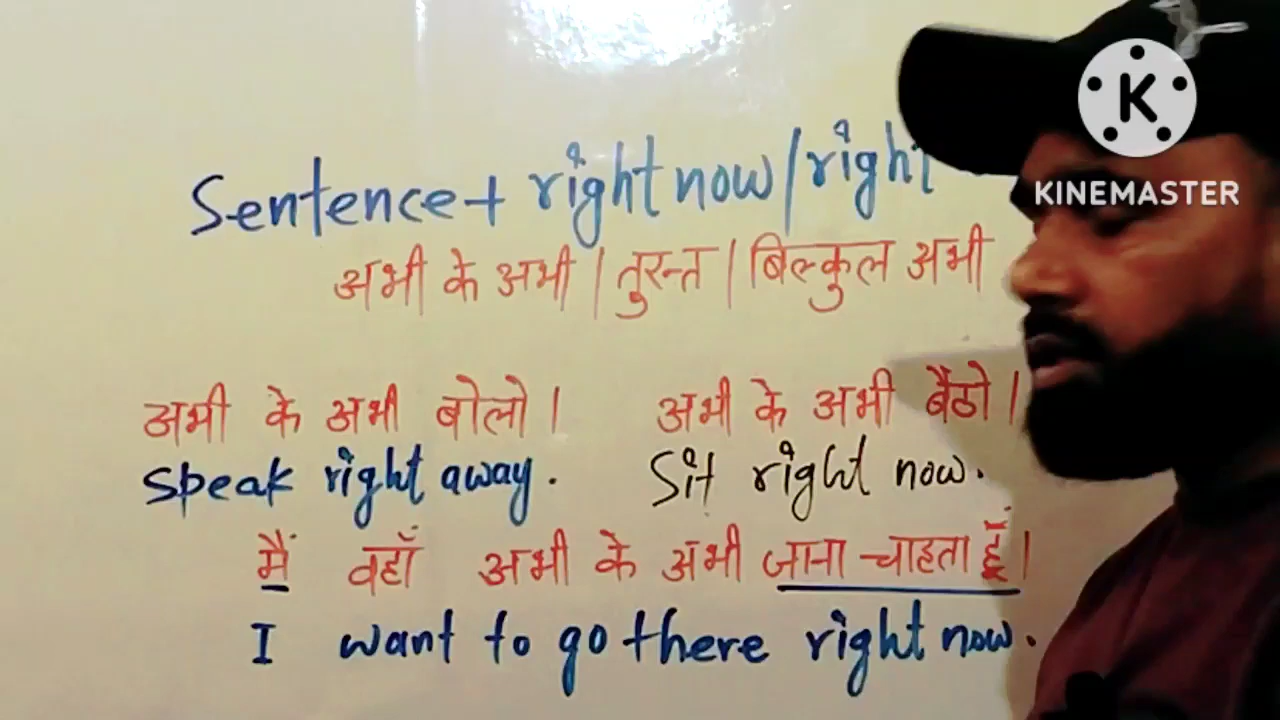 Sentence + right now / right
अभी के अभी / तुरन्त / बिल्कुल अभी
अभी के अभी बोलो। अभी के अभी बैठो।
Speak right away. Sit right now.
मैं वहाँ अभी के अभी जाना चाहता हूँ।
I want to go there right now.
K
KINEMASTER